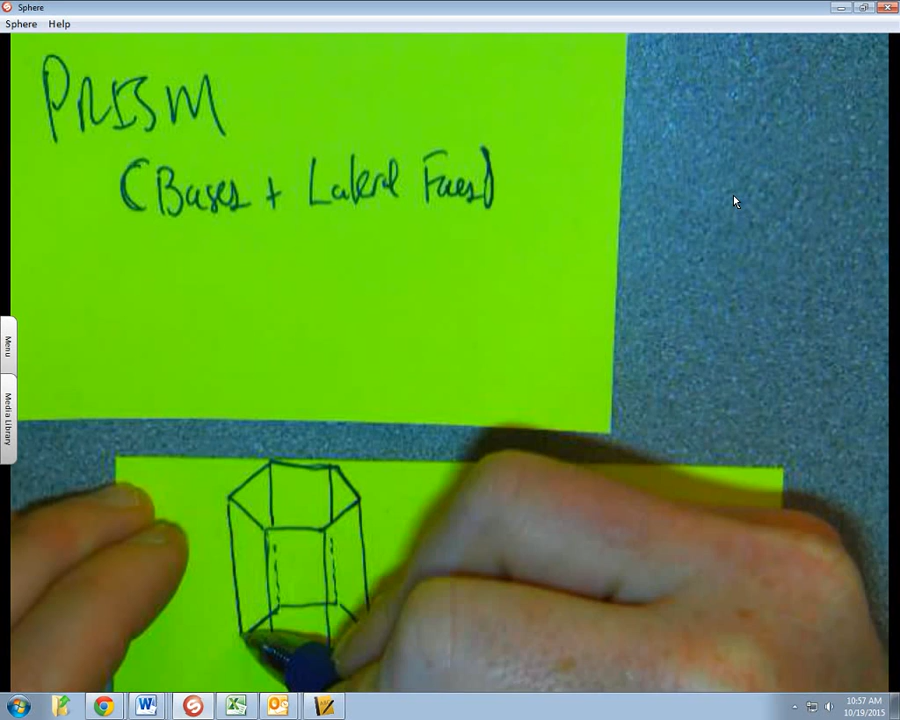 Sphere
Sphere Help
PRISM
(Bases + Lateral Faces)
Menu
Media Library
10:57 AM
10/19/2015